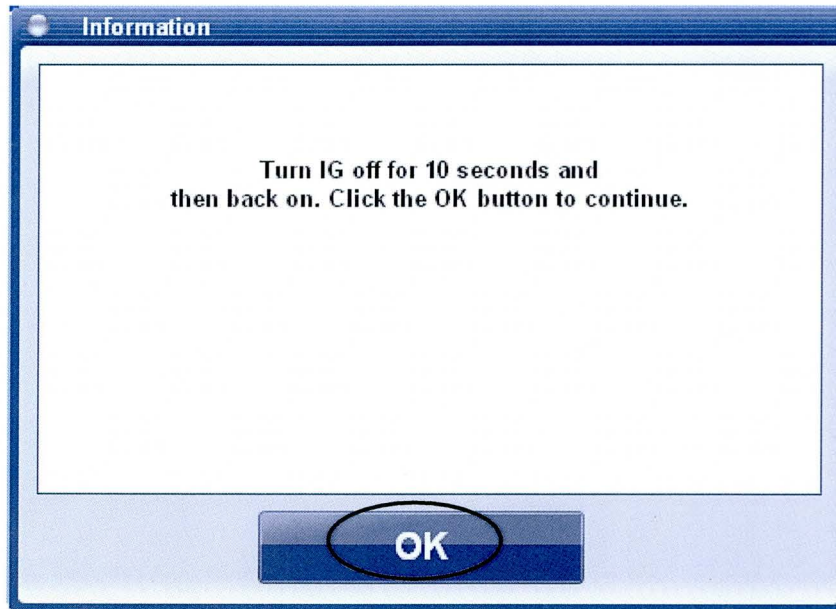 Information
Turn IG off for 10 seconds and
then back on. Click the OK button to continue.
OK